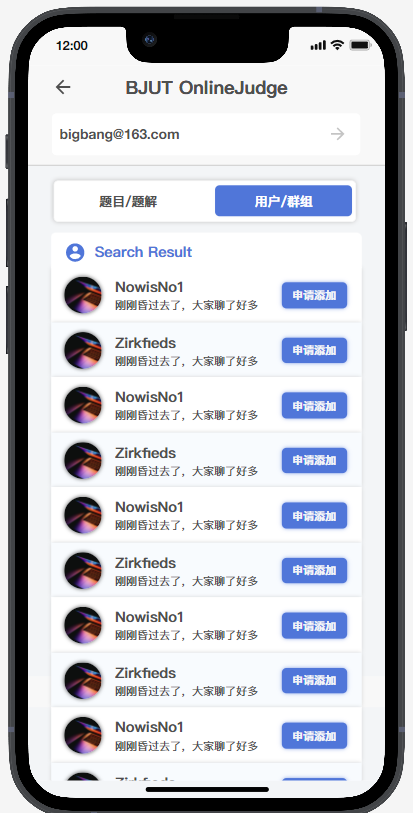 12:00
BJUT OnlineJudge
bigbang@163.com
题目/题解
用户/群组
Search Result
NowisNo1
刚刚昏过去了，大家聊了好多
申请添加
Zirkfieds
刚刚昏过去了，大家聊了好多
申请添加
NowisNo1
刚刚昏过去了，大家聊了好多
申请添加
Zirkfieds
刚刚昏过去了，大家聊了好多
申请添加
NowisNo1
刚刚昏过去了，大家聊了好多
申请添加
Zirkfieds
刚刚昏过去了，大家聊了好多
申请添加
NowisNo1
刚刚昏过去了，大家聊了好多
申请添加
Zirkfieds
刚刚昏过去了，大家聊了好多
申请添加
NowisNo1
刚刚昏过去了，大家聊了好多
申请添加